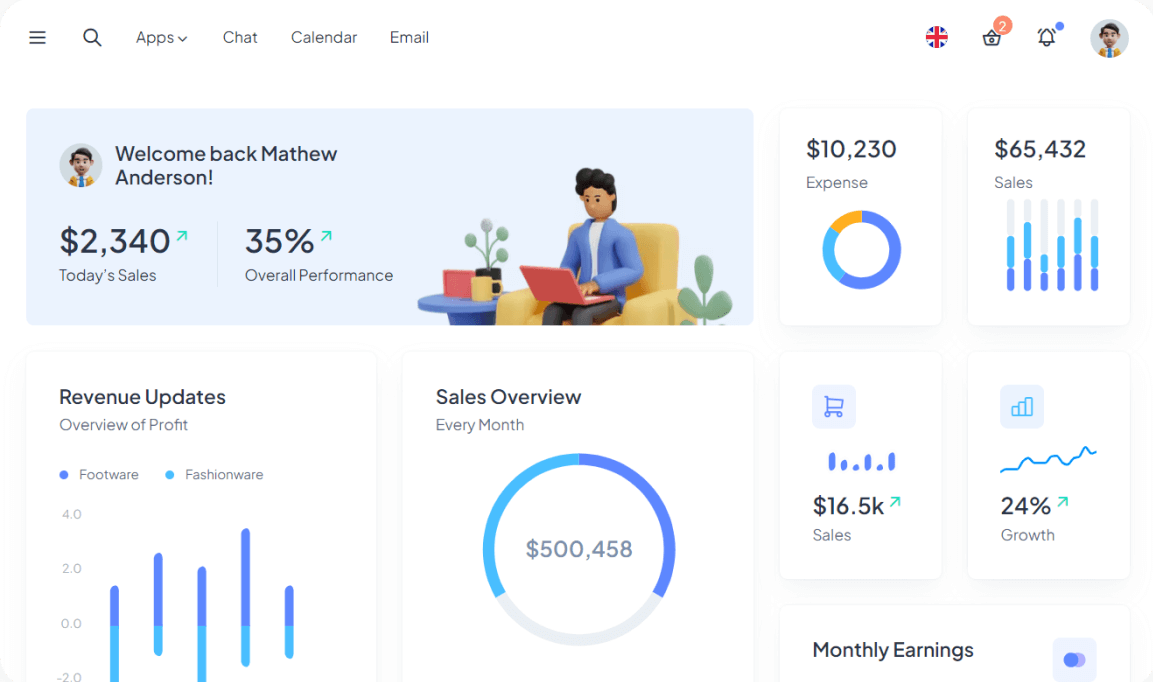 Apps
Chat
Calendar
Email
2
Welcome back Mathew
Anderson!
$2,340
Today's Sales
35%
Overall Performance
$10,230
Expense
$65,432
Sales
Revenue Updates
Overview of Profit
Footware
Fashionware
4.0
2.0
0.0
-2.0
Sales Overview
Every Month
$500,458
$16.5k
Sales
24%
Growth
Monthly Earnings